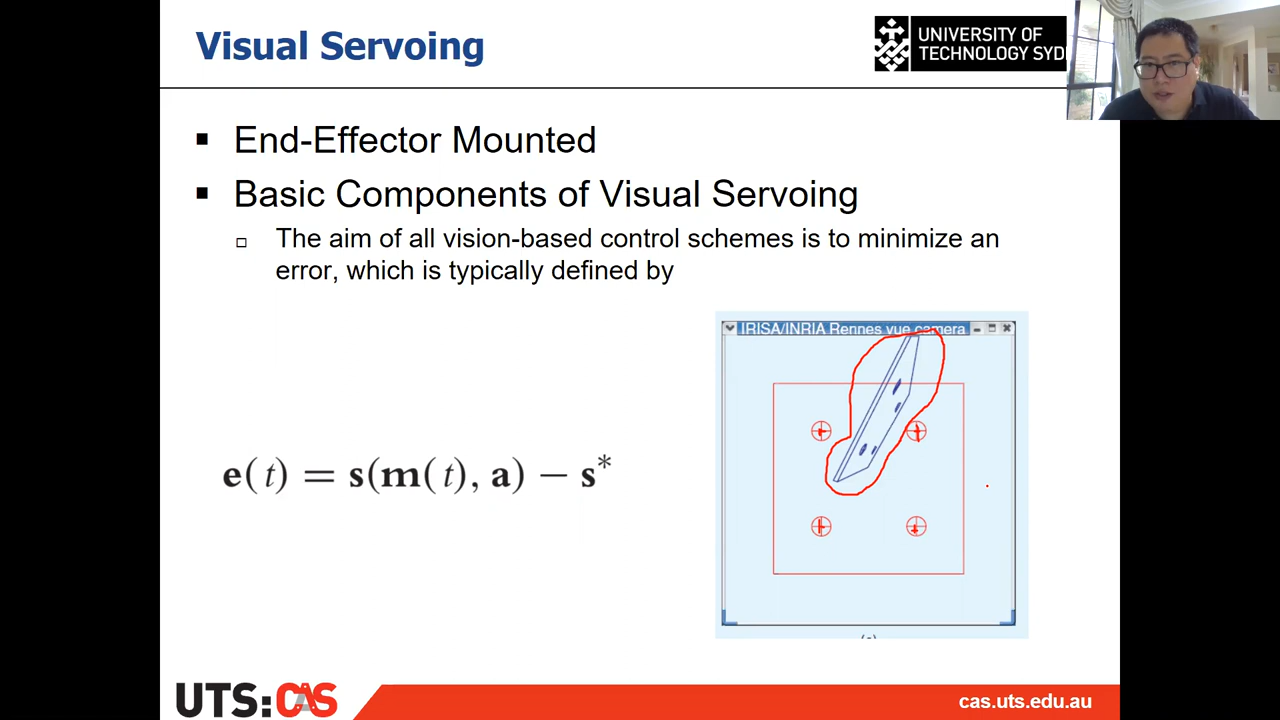 Visual Servoing
UNIVERSITY OF
TECHNOLOGY SYD
▪ End-Effector Mounted
▪ Basic Components of Visual Servoing
□ The aim of all vision-based control schemes is to minimize an
error, which is typically defined by
IRISA/INRIA Rennes vue camera
e(t) = s(m(t), a) − s*
UTS:CAS
cas.uts.edu.au